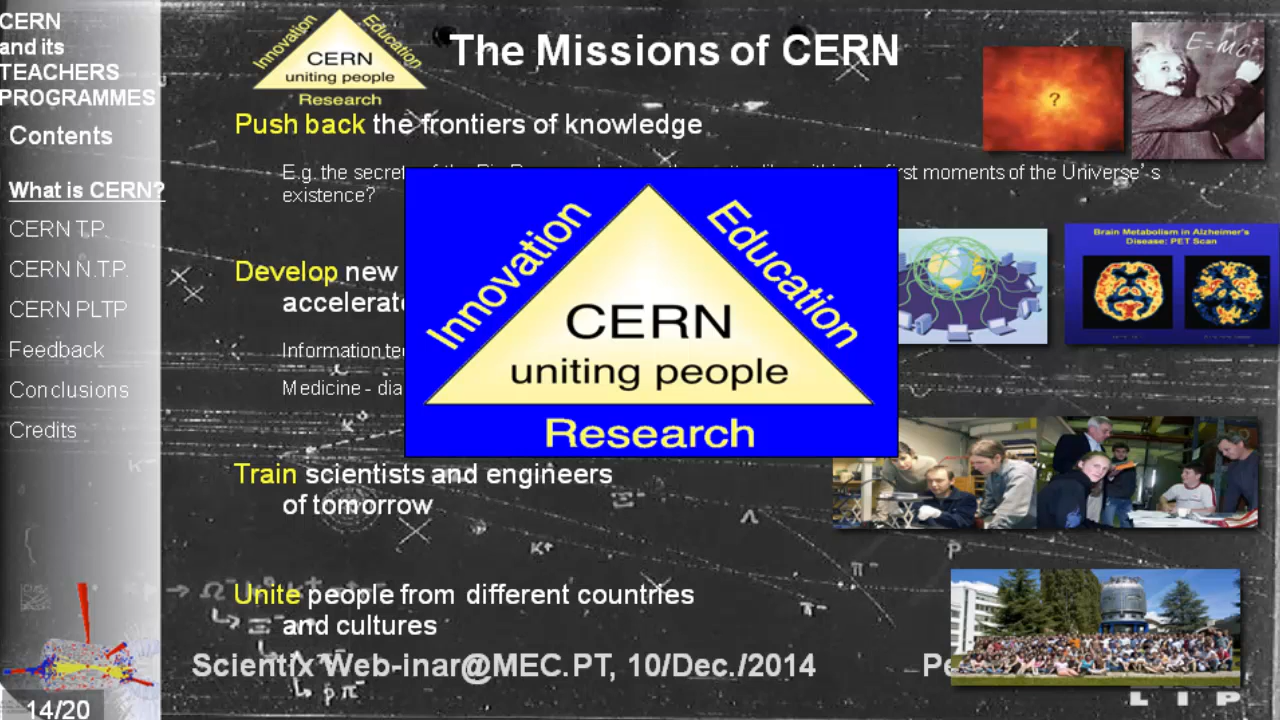 CERN
and its
TEACHERS
PROGRAMMES
Contents
What is CERN?
CERN T.P.
CERN N.T.P.
CERN PLTP
Feedback
Conclusions
Credits
14/20
Innovation
Education
CERN
uniting people
Research
The Missions of CERN
?
E=MC²
Push back the frontiers of knowledge
E.g. the secret
first moments of the Universe's
existence?
Develop new
accelerat
Information te
Medicine - dia
Brain Metabolism in Alzheimer's
Disease: PET Scan
Innovation
Education
CERN
uniting people
Research
Train scientists and engineers
of tomorrow
Unite people from different countries
and cultures
Scientix Web-inar@MEC.PT, 10/Dec./2014
Pe
LIP